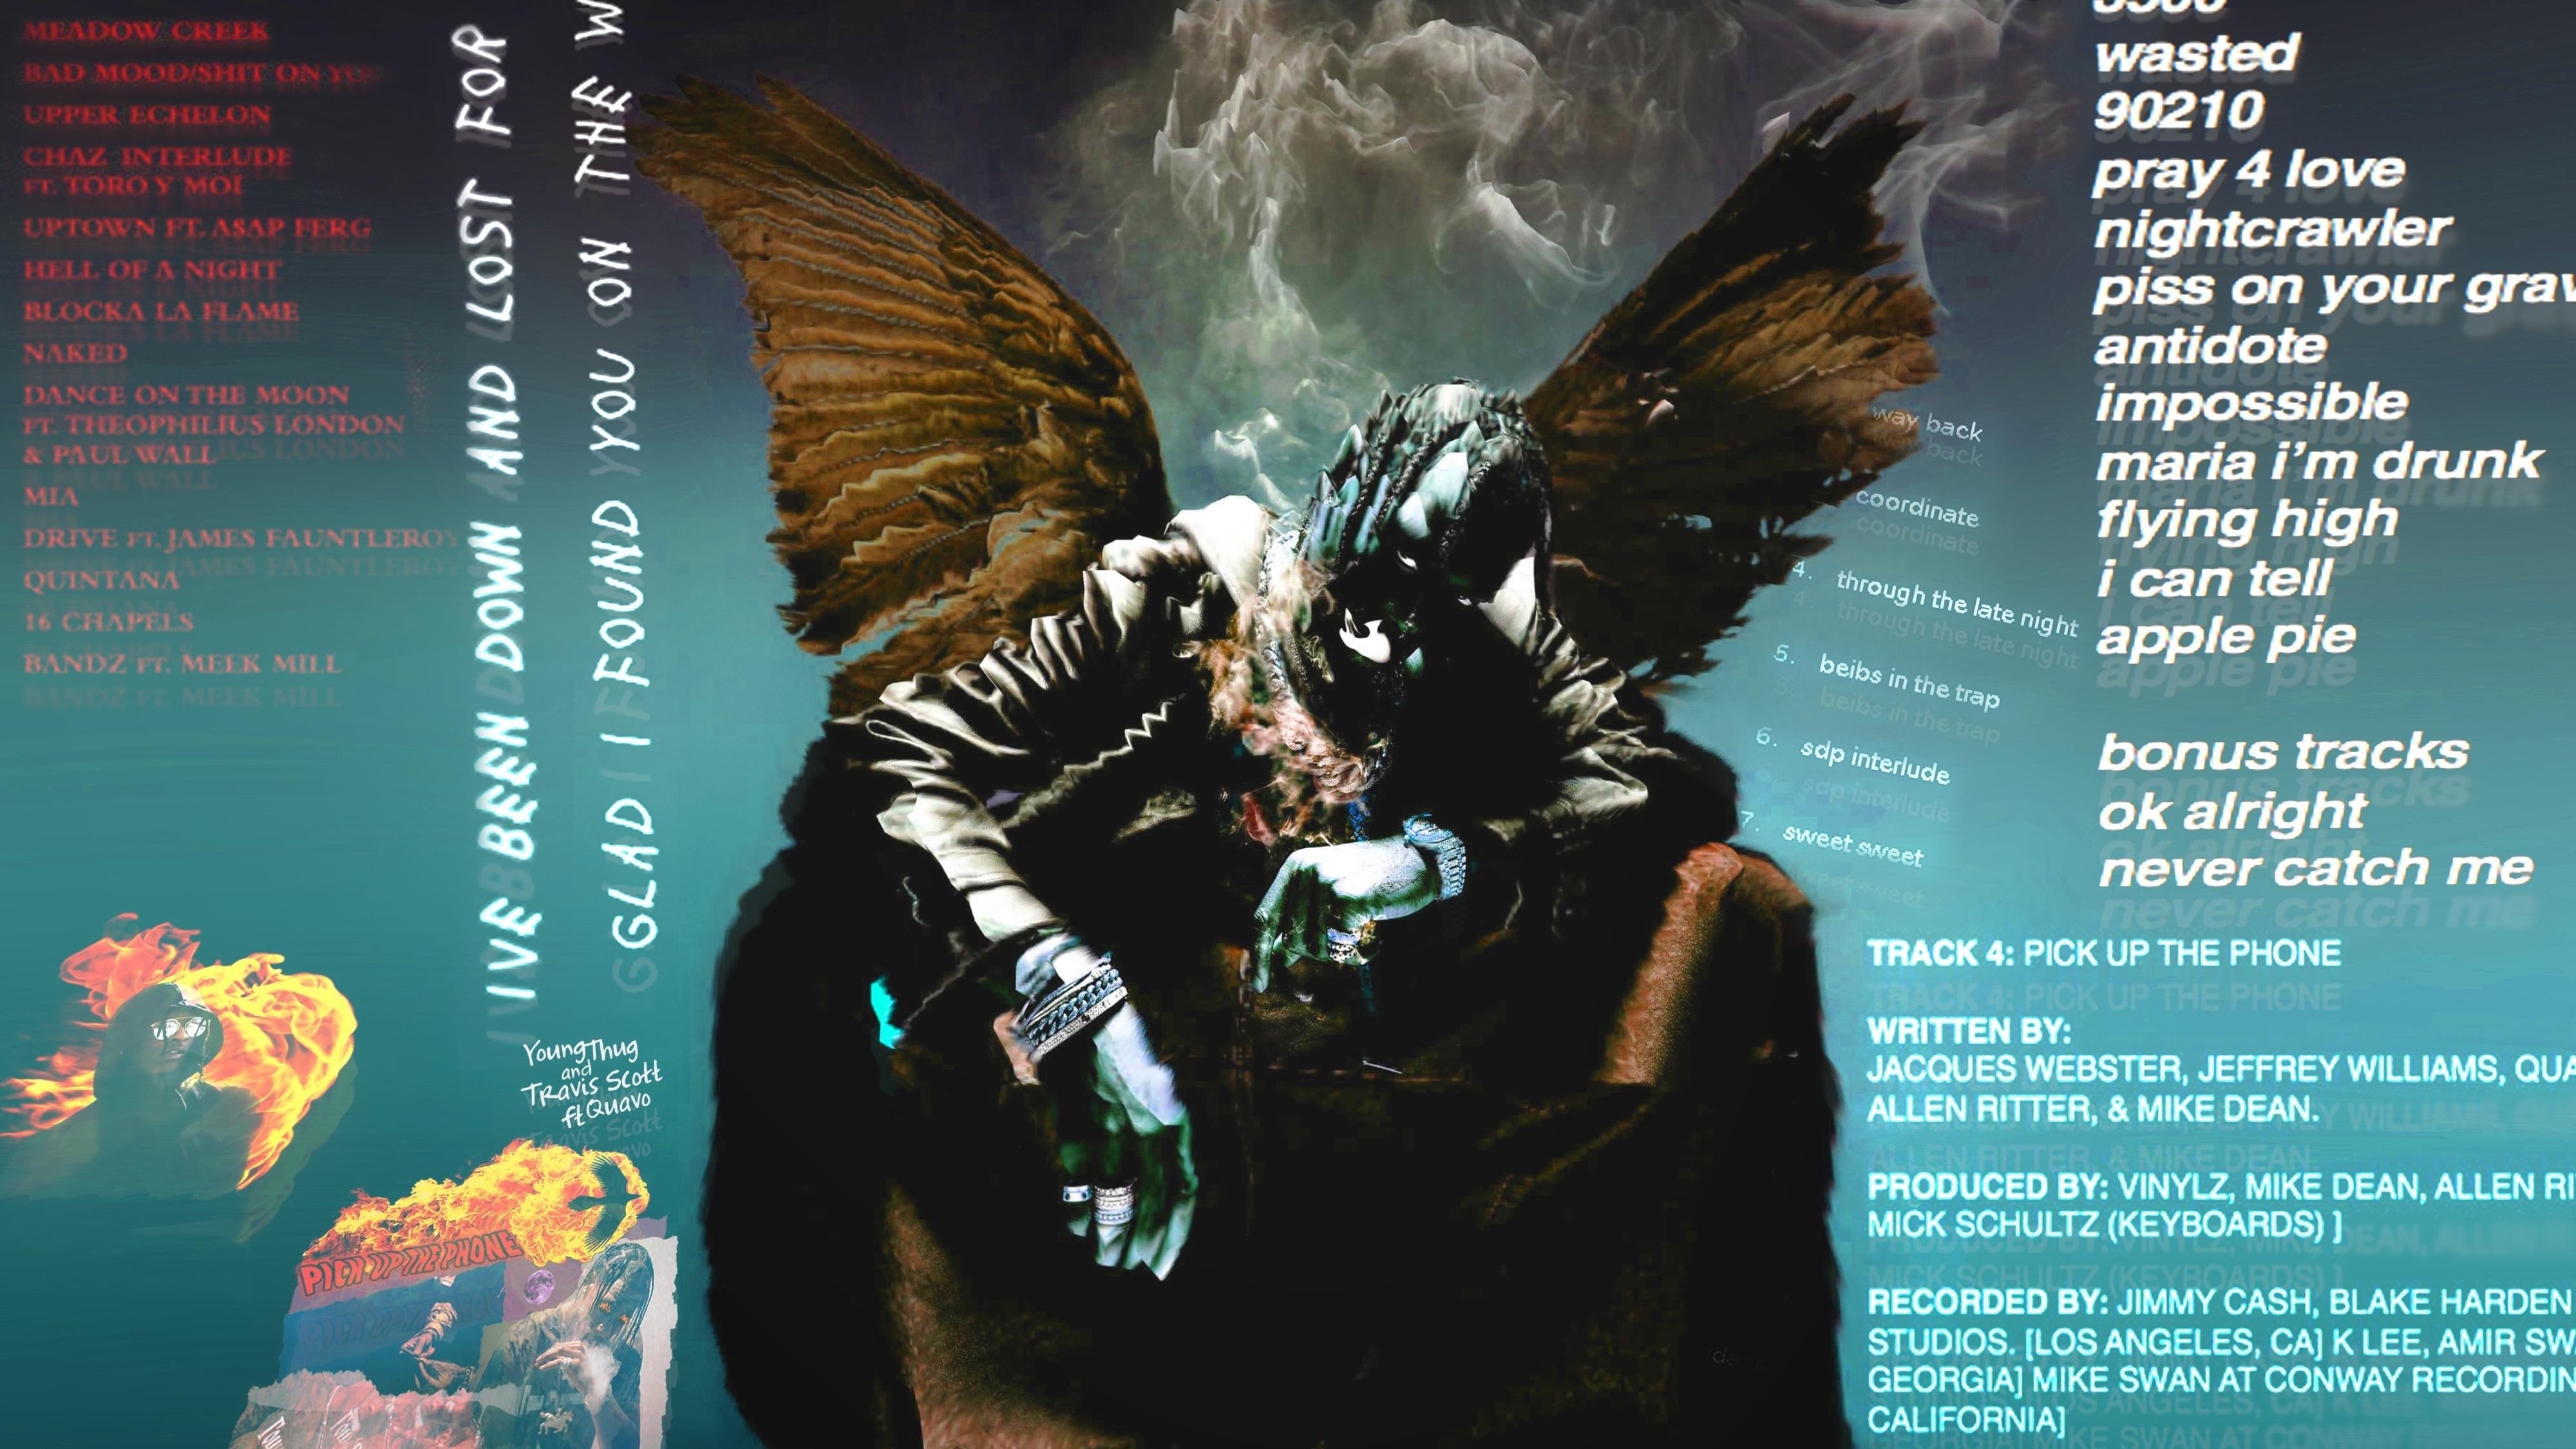 MEADOW CREEK
BAD MOOD/SHIT ON YOU
UPPER ECHELON
CHAZ INTERLUDE
FT. TORO Y MOI
UPTOWN FT. ASAP FERG
HELL OF A NIGHT
BLOCKA LA FLAME
NAKED
DANCE ON THE MOON
FT. THEOPHILIUS LONDON
& PAUL WALL
MIA
DRIVE FT. JAMES FAUNTLEROY
QUINTANA
16 CHAPELS
BANDZ FT. MEEK MILL
I VE BEEN DOWN AND LOST FOR
GLAD I FOUND YOU ON THE W
Young Thug
and
Travis Scott
ft Quavo
PICK UP THE PHONE
way back
coordinate
4. through the late night
5. beibs in the trap
6. sdp interlude
7. sweet sweet
3500
wasted
90210
pray 4 love
nightcrawler
piss on your grav
antidote
impossible
maria i'm drunk
flying high
i can tell
apple pie
bonus tracks
ok alright
never catch me
TRACK 4: PICK UP THE PHONE
WRITTEN BY:
JACQUES WEBSTER, JEFFREY WILLIAMS, QUA
ALLEN RITTER, & MIKE DEAN.
PRODUCED BY: VINYLZ, MIKE DEAN, ALLEN RI
MICK SCHULTZ (KEYBOARDS) ]
RECORDED BY: JIMMY CASH, BLAKE HARDEN
STUDIOS. [LOS ANGELES, CA] K LEE, AMIR SWA
GEORGIA] MIKE SWAN AT CONWAY RECORDIN
CALIFORNIA]